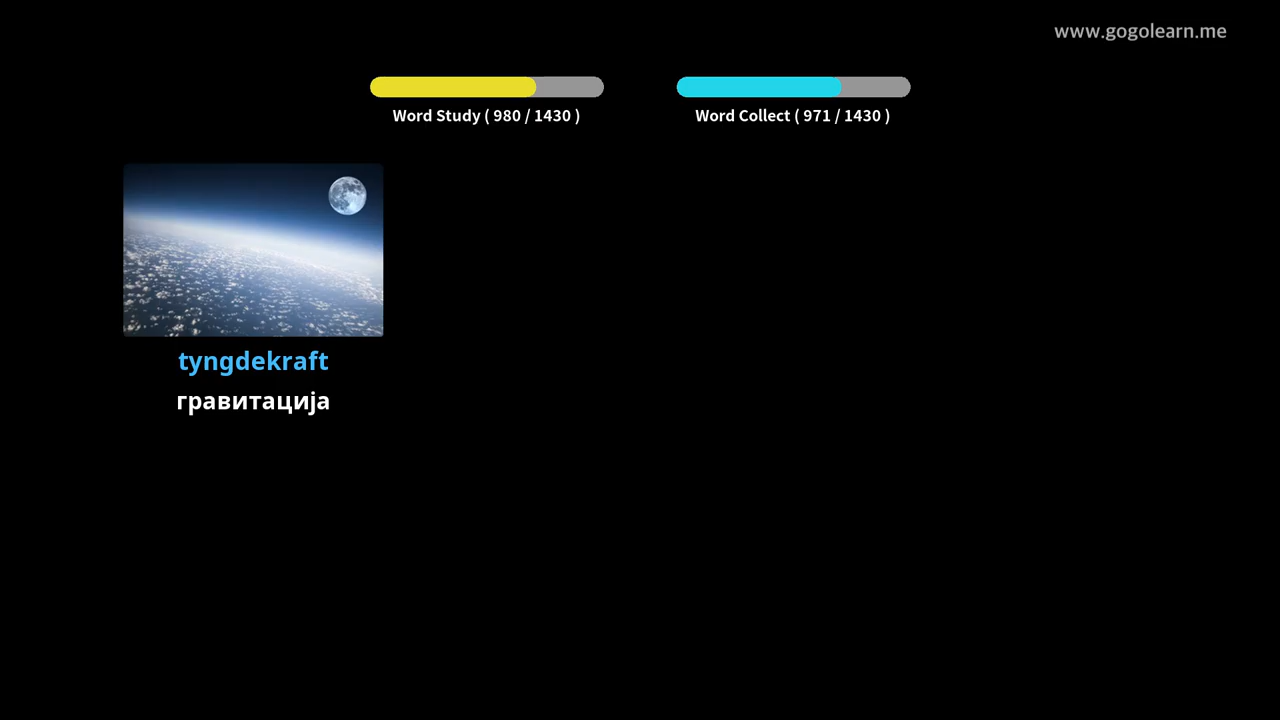 www.gogolearn.me
Word Study ( 980 / 1430 )
Word Collect ( 971 / 1430 )
tyngdekraft
гравитација